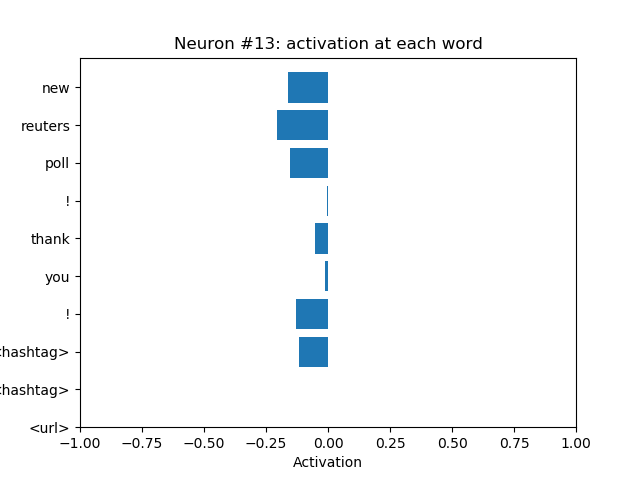 Neuron #13: activation at each word
new
reuters
poll
!
thank
you
!
hashtag>
hashtag>
<url>
−1.00 −0.75 −0.50 −0.25 0.00 0.25 0.50 0.75 1.00
Activation